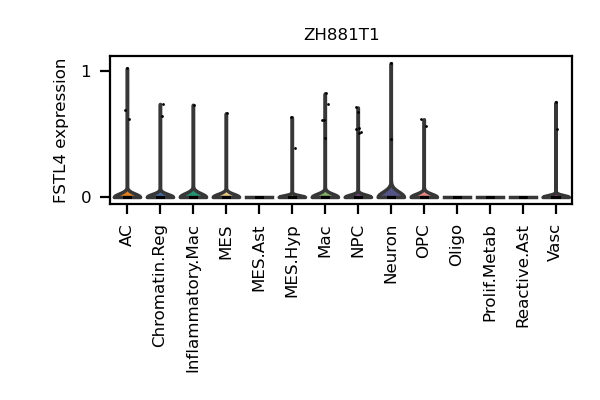 ZH881T1
FSTL4 expression
1
0
AC
Chromatin.Reg
Inflammatory.Mac
MES
MES.Ast
MES.Hyp
Mac
NPC
Neuron
OPC
Oligo
Prolif.Metab
Reactive.Ast
Vasc